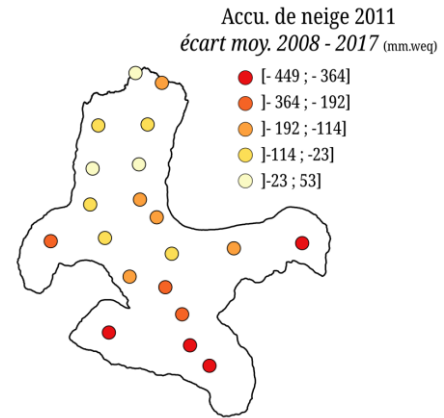 Accu. de neige 2011
écart moy. 2008 - 2017 (mm.weq)
[- 449 ; - 364]
]- 364 ; - 192]
]- 192 ; -114]
]-114 ; -23]
]-23 ; 53]